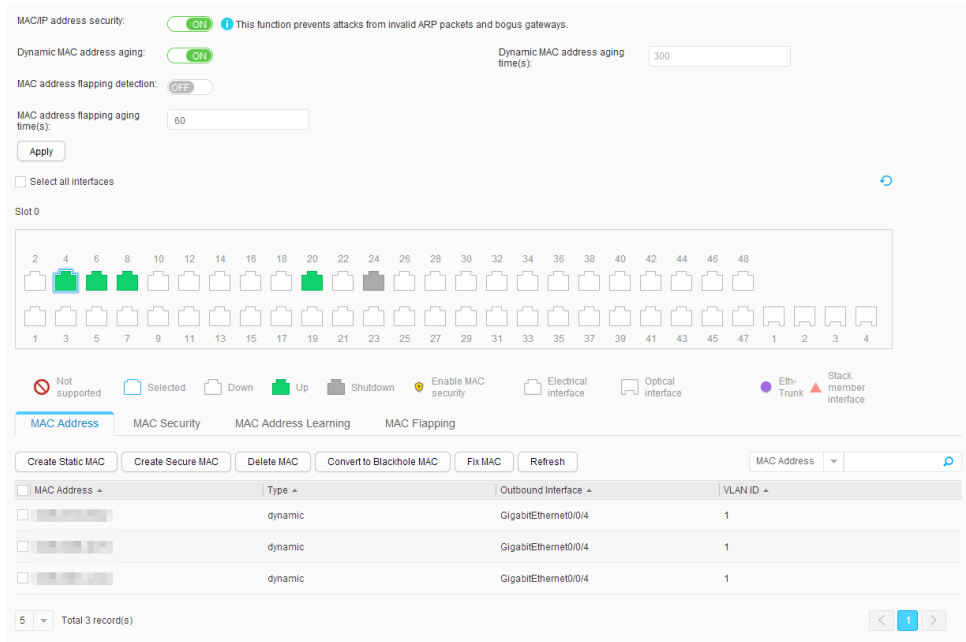 MAC/IP address security: ON This function prevents attacks from invalid ARP packets and bogus gateways.
Dynamic MAC address aging: ON Dynamic MAC address aging time(s): 300
MAC address flapping detection: OFF
MAC address flapping aging time(s): 60
Apply
Select all interfaces
Slot 0
2 4 6 8 10 12 14 16 18 20 22 24 26 28 30 32 34 36 38 40 42 44 46 48
1 3 5 7 9 11 13 15 17 19 21 23 25 27 29 31 33 35 37 39 41 43 45 47 1 2 3 4
Not supported Selected Down Up Shutdown Enable MAC security Electrical interface Optical interface Eth-Trunk Stack member interface
MAC Address MAC Security MAC Address Learning MAC Flapping
Create Static MAC Create Secure MAC Delete MAC Convert to Blackhole MAC Fix MAC Refresh MAC Address
MAC Address Type Outbound Interface VLAN ID
dynamic GigabitEthernet0/0/4 1
dynamic GigabitEthernet0/0/4 1
dynamic GigabitEthernet0/0/4 1
5 Total 3 record(s) 1